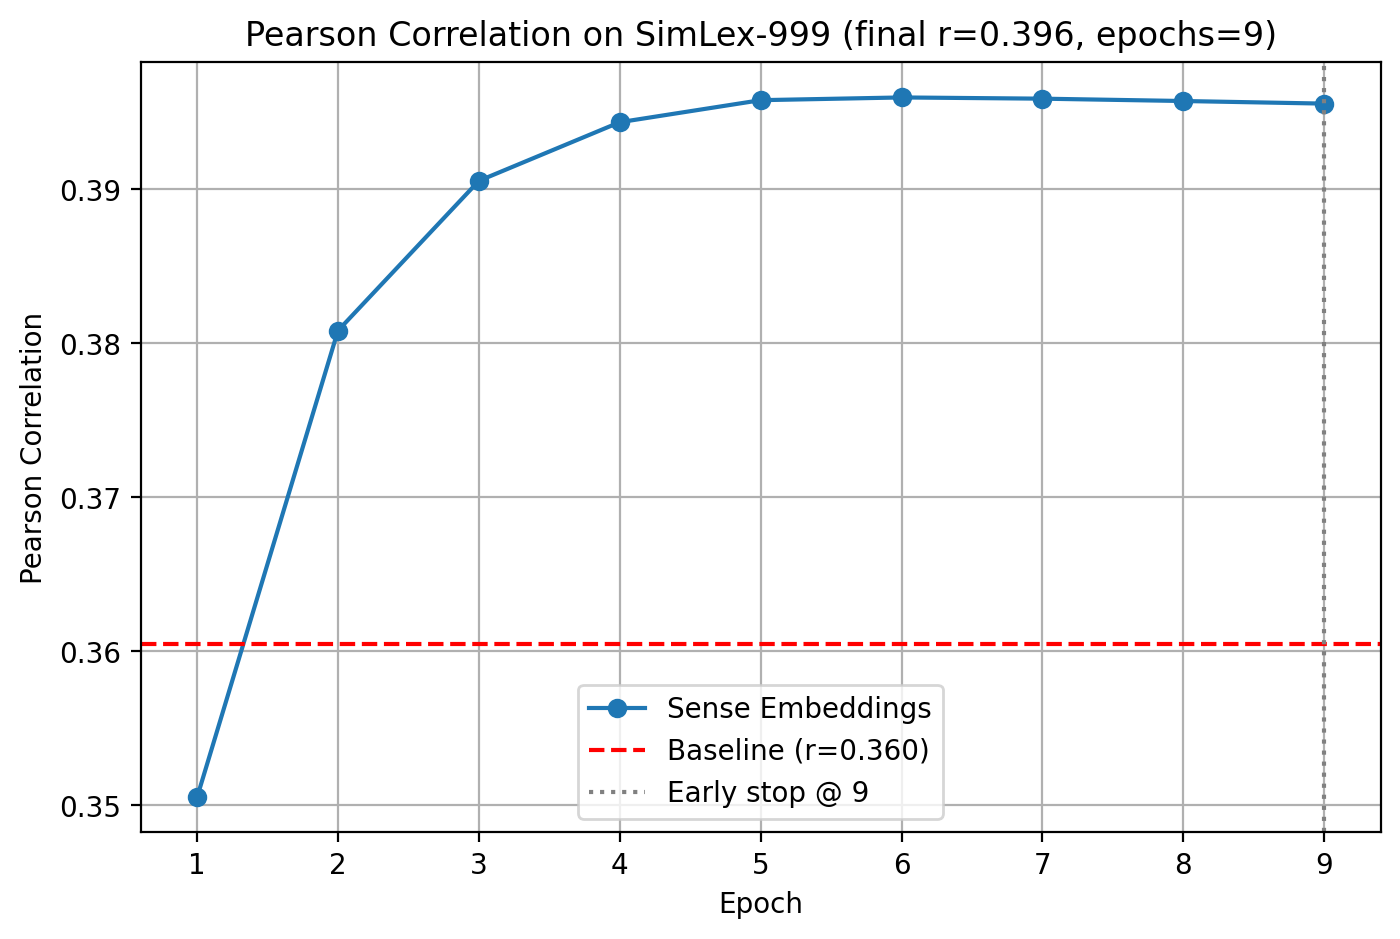 Pearson Correlation on SimLex-999 (final r=0.396, epochs=9)
Pearson Correlation
0.39
0.38
0.37
0.36
0.35
Sense Embeddings
Baseline (r=0.360)
Early stop @ 9
1 2 3 4 5 6 7 8 9
Epoch